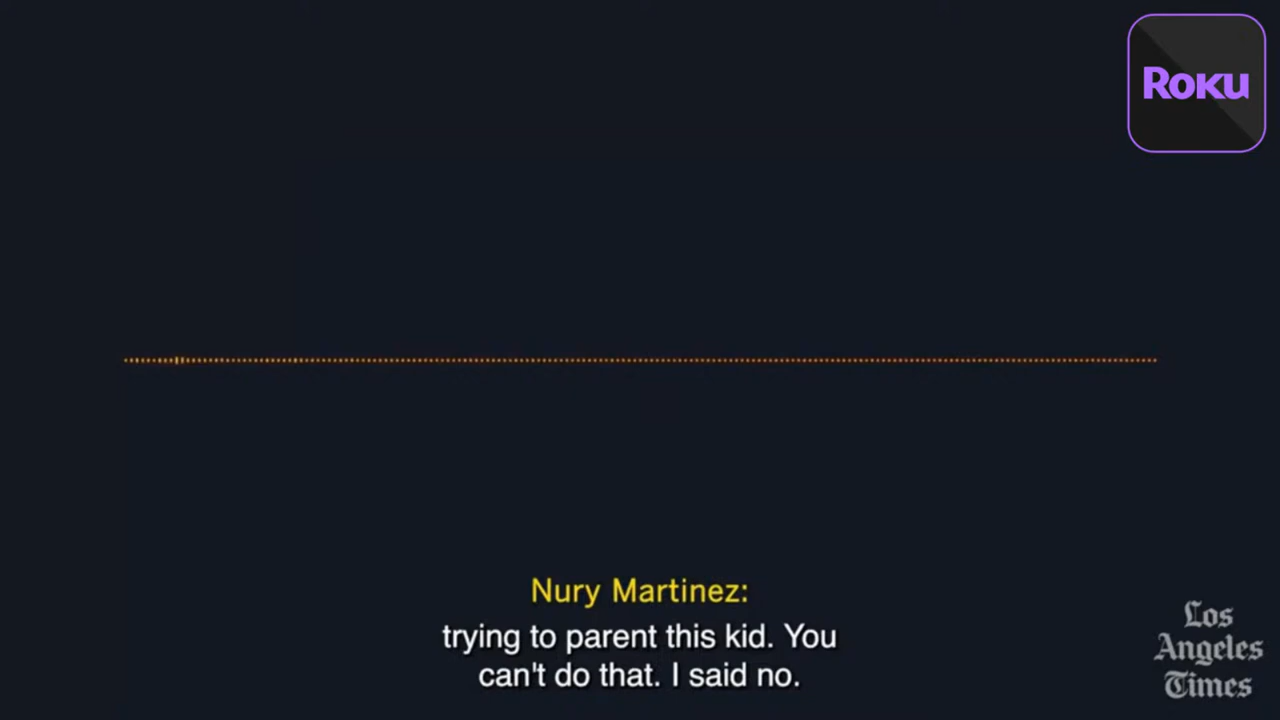 Roku
Nury Martinez:
trying to parent this kid. You
can't do that. I said no.
Los
Angeles
Times